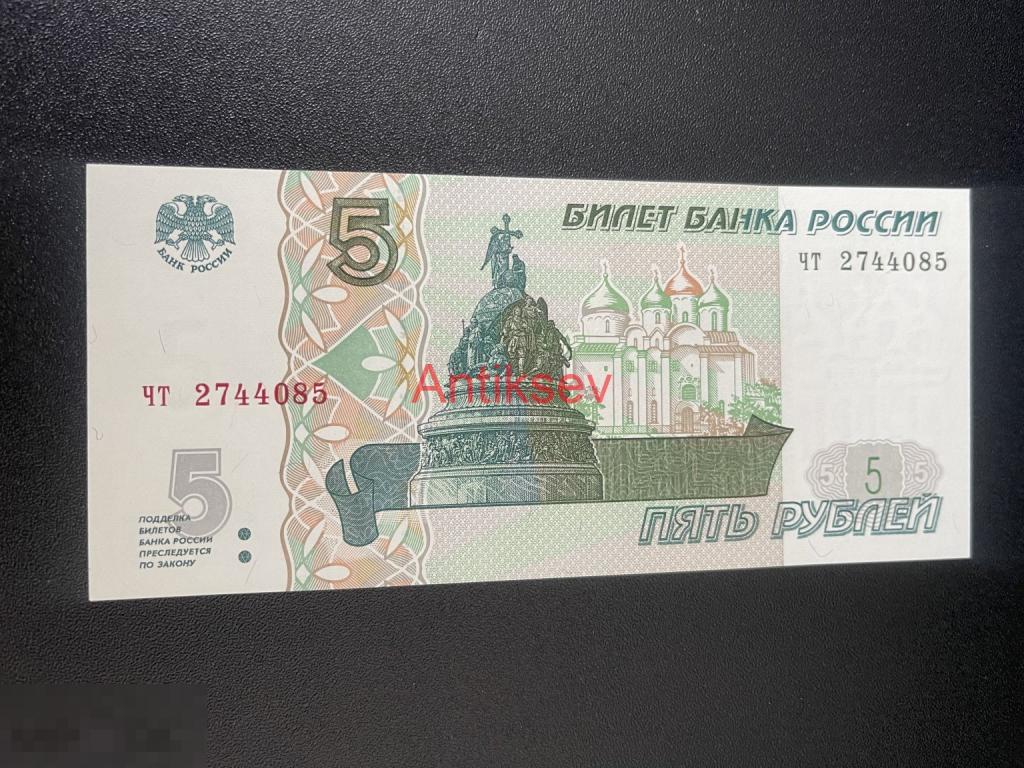 БАНК РОССИИ
5
БИЛЕТ БАНКА РОССИИ
чт 2744085
чт 2744085
Antiksev
5
ПОДДЕЛКА
БИЛЕТОВ
БАНКА РОССИИ
ПРЕСЛЕДУЕТСЯ
ПО ЗАКОНУ
5 5 5
ПЯТЬ РУБЛЕЙ